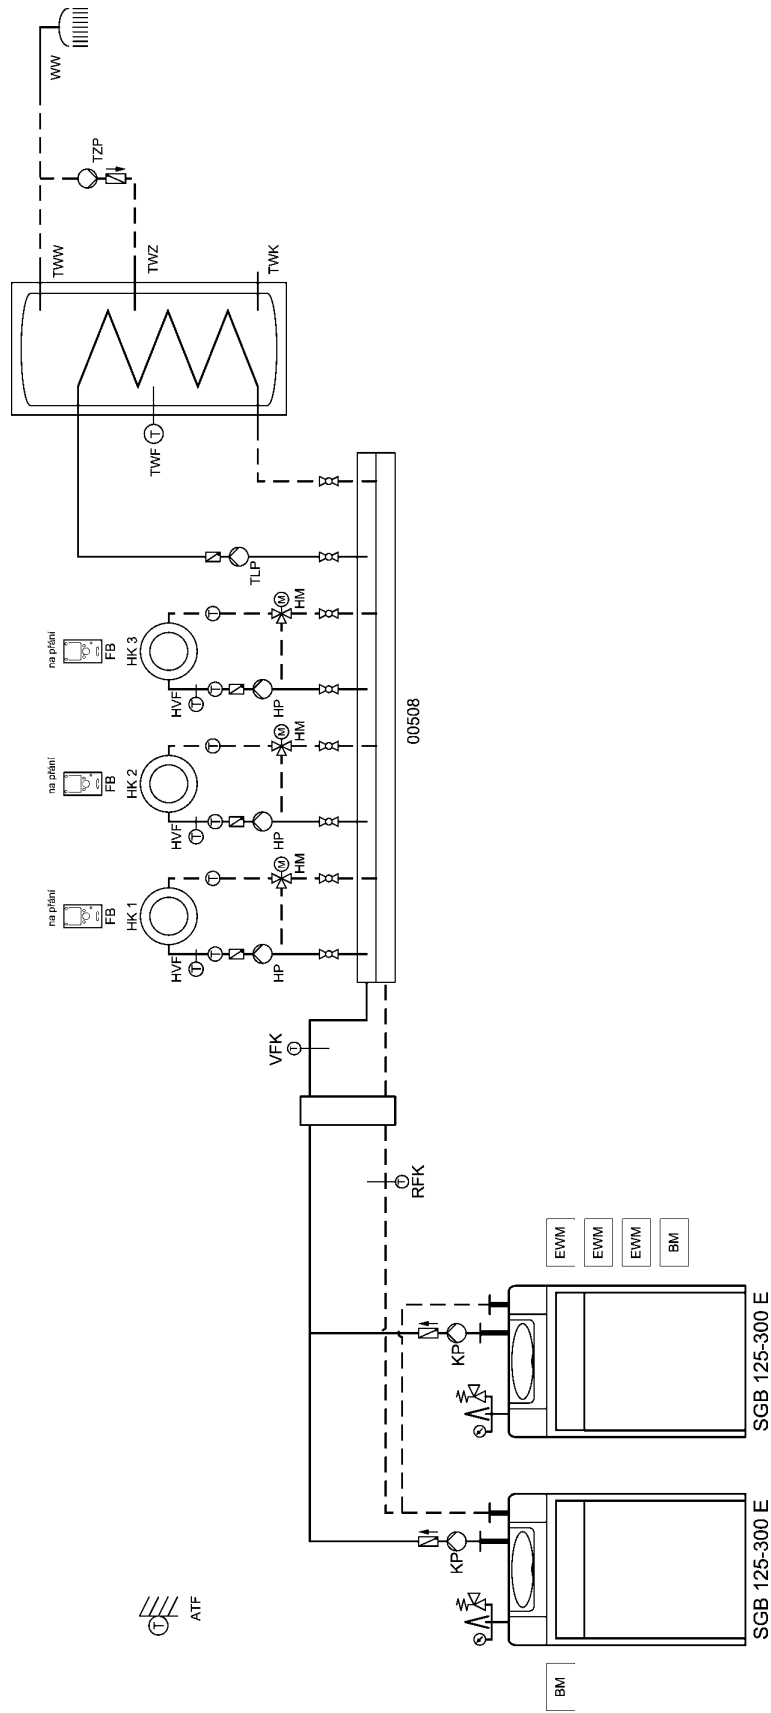 na přání
na přání
na přání
WW
TWW
TZP
FB
FB
FB
HK 1
HK 2
HK 3
TWF
T
TWZ
T
ATF
HVF
T
HVF
T
HVF
T
T
T
T
T
T
T
TLP
TWK
VFK
T
HP
M
HP
M
HP
M
HM
HM
HM
T
RFK
00508
KP
KP
BM
EWM
EWM
EWM
BM
SGB 125-300 E
SGB 125-300 E